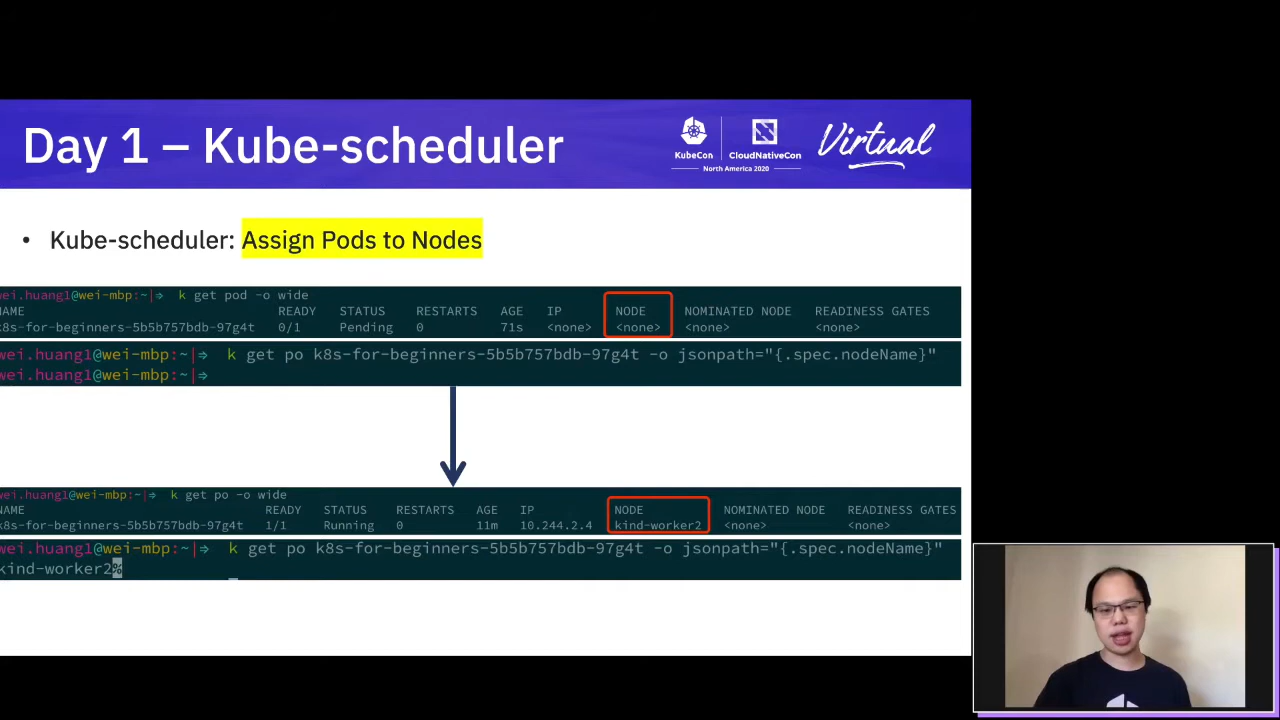 Day 1 – Kube-scheduler
KubeCon
CloudNativeCon
North America 2020
Virtual
• Kube-scheduler: Assign Pods to Nodes
wei.huang1@wei-mbp:~|⇒ k get pod -o wide
NAME READY STATUS RESTARTS AGE IP NODE NOMINATED NODE READINESS GATES
k8s-for-beginners-5b5b757bdb-97g4t 0/1 Pending 0 71s <none> <none> <none> <none>
wei.huang1@wei-mbp:~|⇒ k get po k8s-for-beginners-5b5b757bdb-97g4t -o jsonpath="{.spec.nodeName}"
wei.huang1@wei-mbp:~|⇒
wei.huang1@wei-mbp:~|⇒ k get po -o wide
NAME READY STATUS RESTARTS AGE IP NODE NOMINATED NODE READINESS GATES
k8s-for-beginners-5b5b757bdb-97g4t 1/1 Running 0 11m 10.244.2.4 kind-worker2 <none> <none>
wei.huang1@wei-mbp:~|⇒ k get po k8s-for-beginners-5b5b757bdb-97g4t -o jsonpath="{.spec.nodeName}"
kind-worker2%